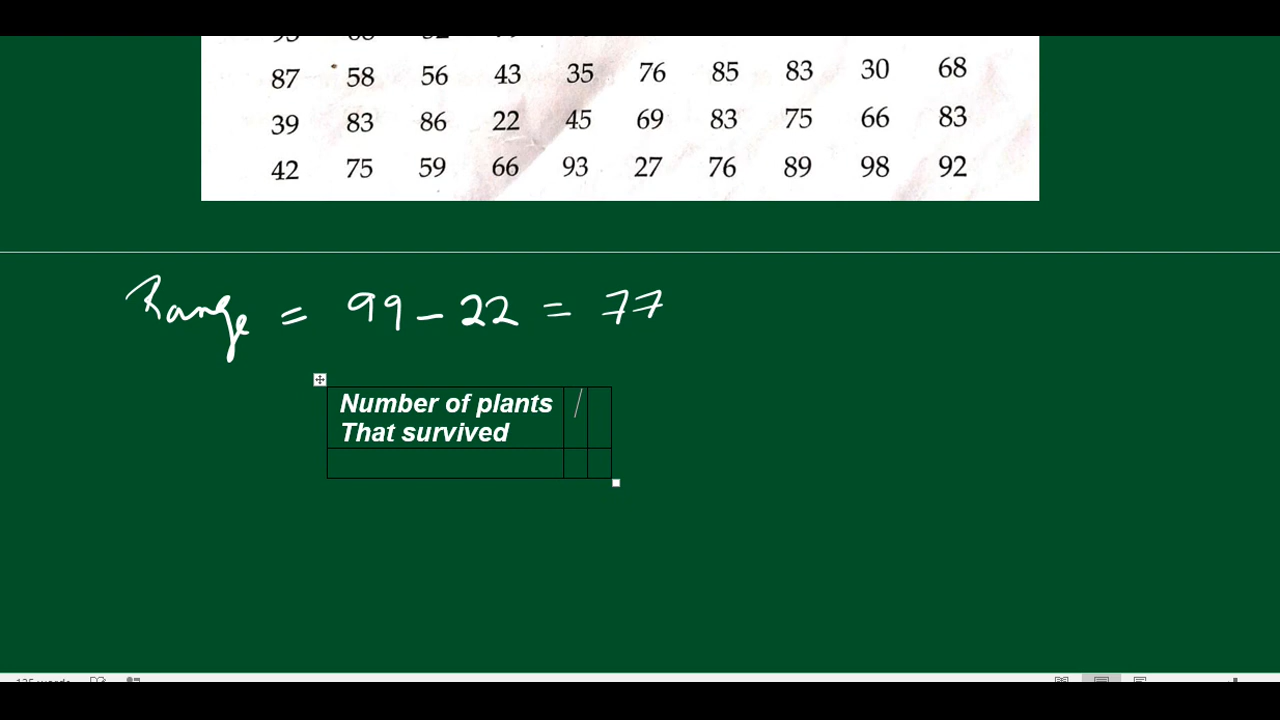 87 58 56 43 35 76 85 83 30 68
39 83 86 22 45 69 83 75 66 83
42 75 59 66 93 27 76 89 98 92
Range = 99 - 22 = 77
Number of plants /
That survived